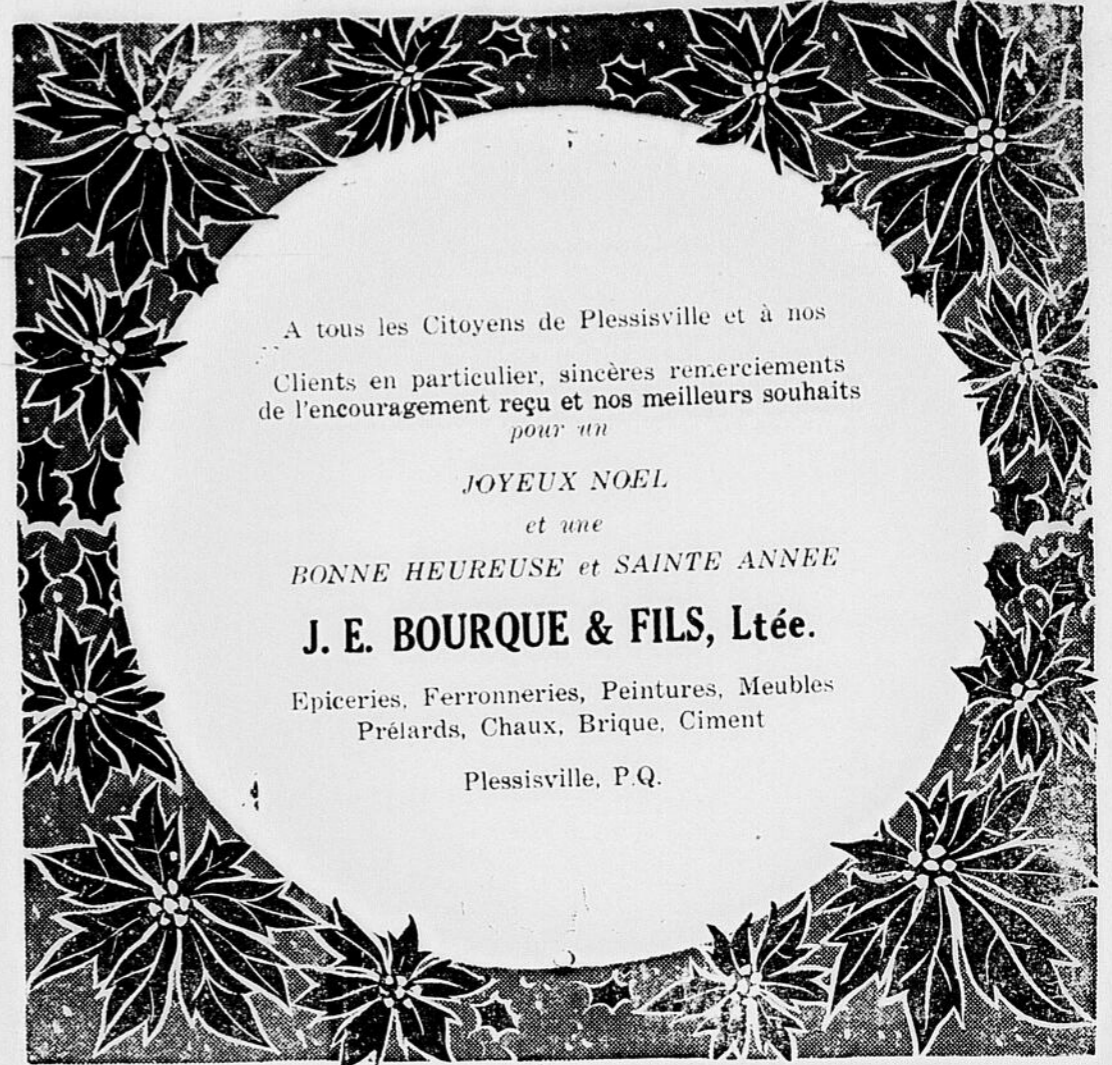 A tous les Citoyens de Plessisville et à nos
Clients en particulier, sincères remerciements
de l'encouragement reçu et nos meilleurs souhaits
pour un
JOYEUX NOEL
et une
BONNE HEUREUSE et SAINTE ANNEE
J. E. BOURQUE & FILS, Ltée.
Epiceries, Ferronneries, Peintures, Meubles
Prélards, Chaux, Brique, Ciment
Plessisville, P.Q.